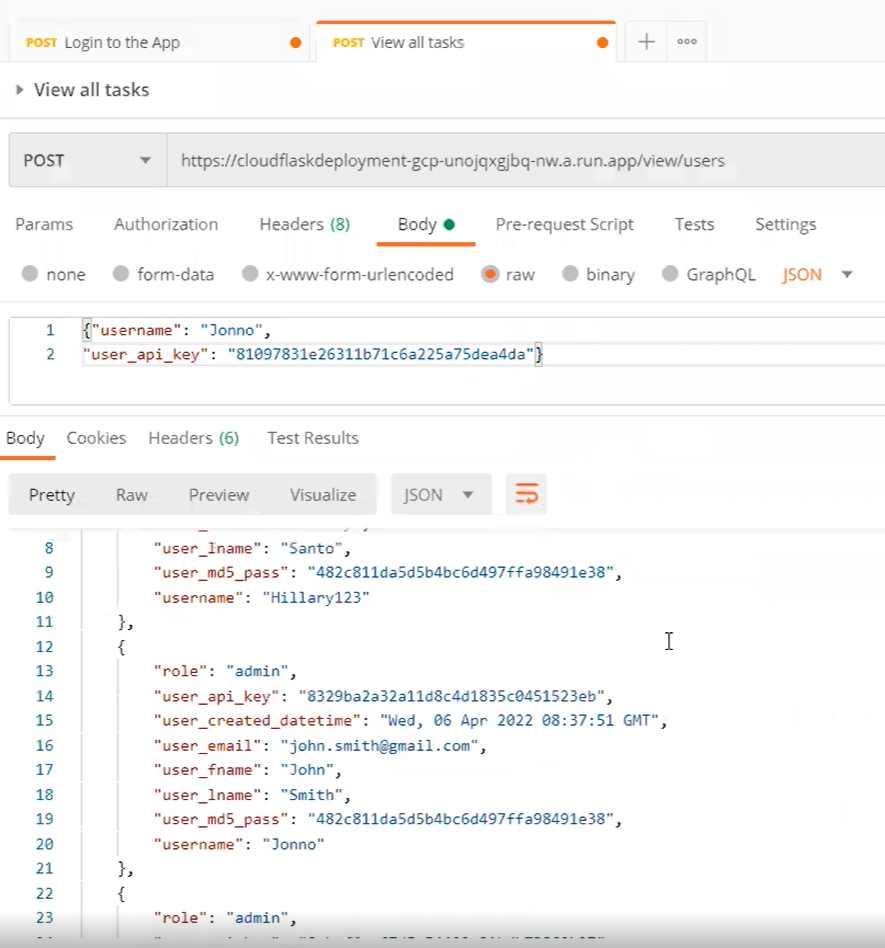 POST Login to the App POST View all tasks
View all tasks
POST https://cloudflaskdeployment-gcp-unojqxgjbq-nw.a.run.app/view/users
Params Authorization Headers (8) Body Pre-request Script Tests Settings
none form-data x-www-form-urlencoded raw binary GraphQL JSON
1 {"username": "Jonno",
2 "user_api_key": "81097831e26311b71c6a225a75dea4da"}
Body Cookies Headers (6) Test Results
Pretty Raw Preview Visualize JSON
8 "user_lname": "Santo",
9 "user_md5_pass": "482c811da5d5b4bc6d497ffa98491e38",
10 "username": "Hillary123"
11 },
12 {
13 "role": "admin",
14 "user_api_key": "8329ba2a32a11d8c4d1835c0451523eb",
15 "user_created_datetime": "Wed, 06 Apr 2022 08:37:51 GMT",
16 "user_email": "john.smith@gmail.com",
17 "user_fname": "John",
18 "user_lname": "Smith",
19 "user_md5_pass": "482c811da5d5b4bc6d497ffa98491e38",
20 "username": "Jonno"
21 },
22 {
23 "role": "admin",